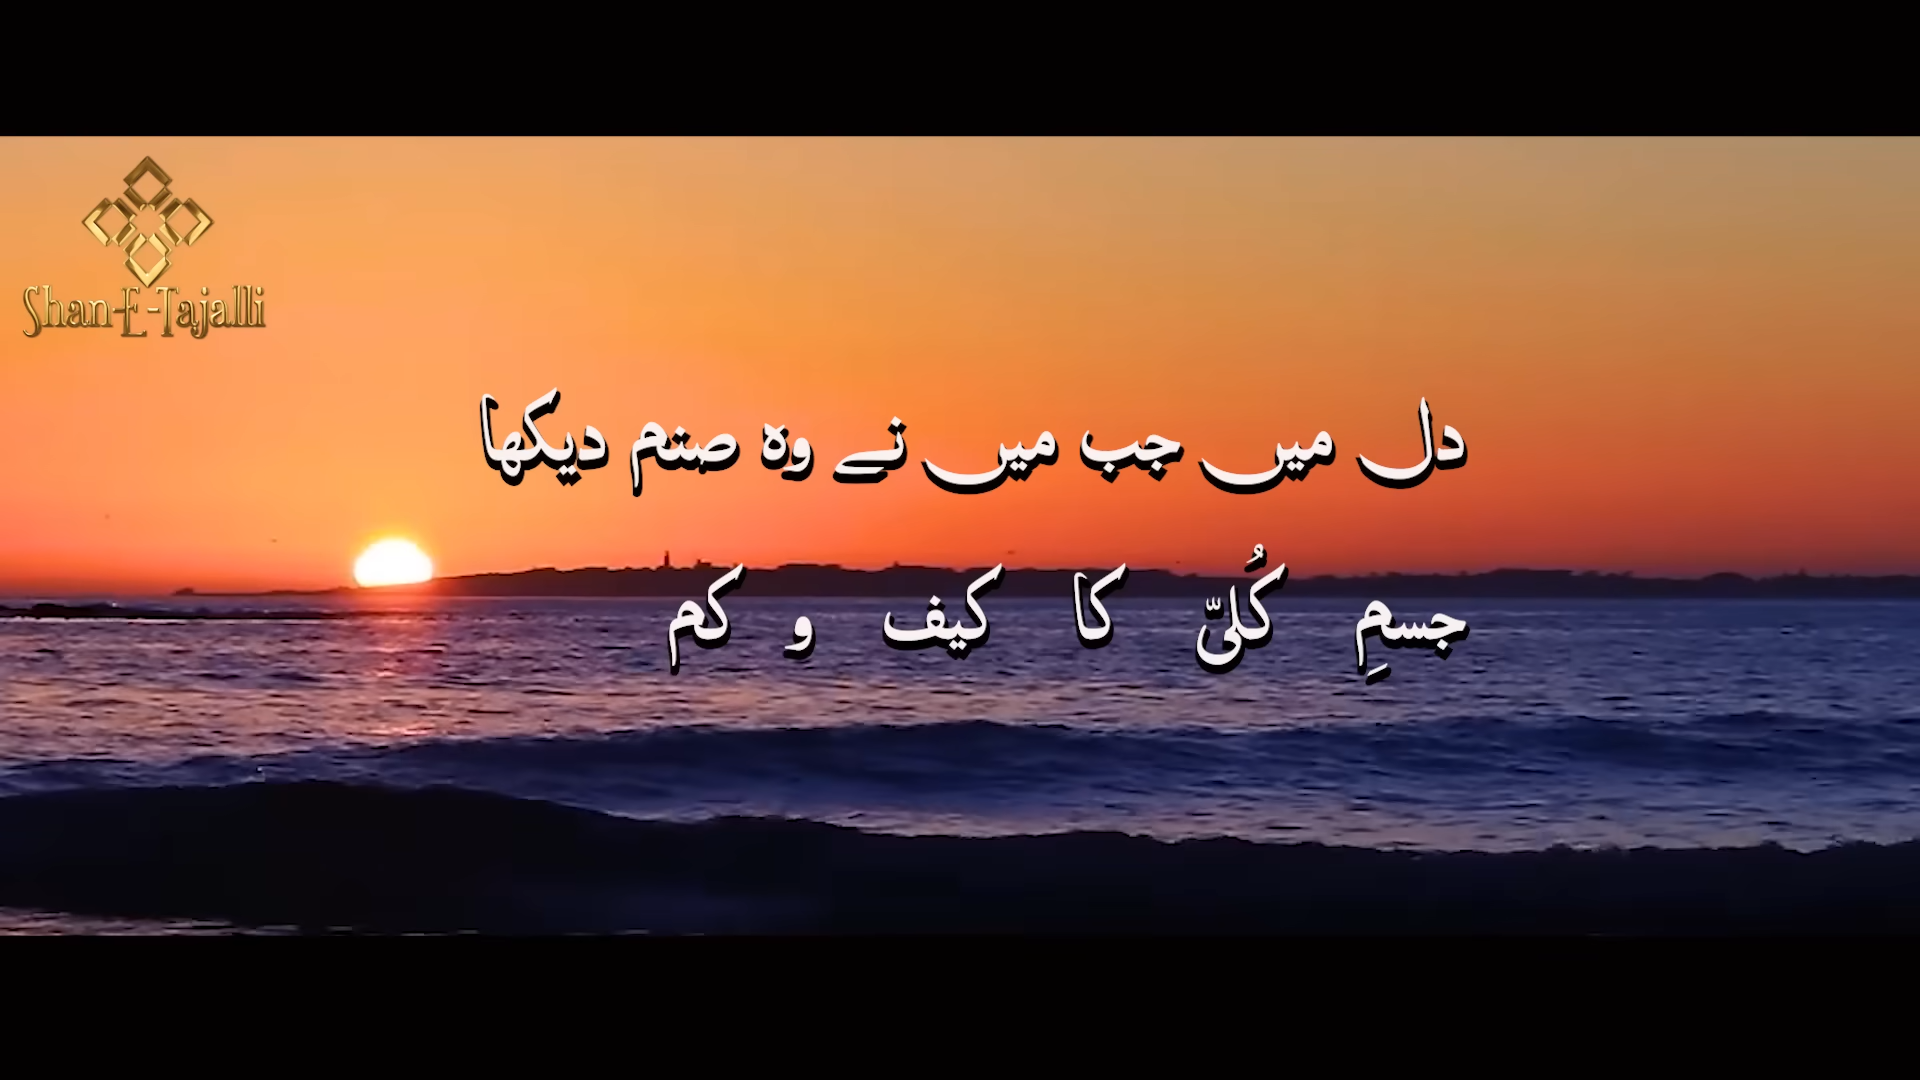 Shan-E-Tajalli
دل میں جب میں نے وہ صنم دیکھا
جسمِ کُلیّ کا کیف و کم